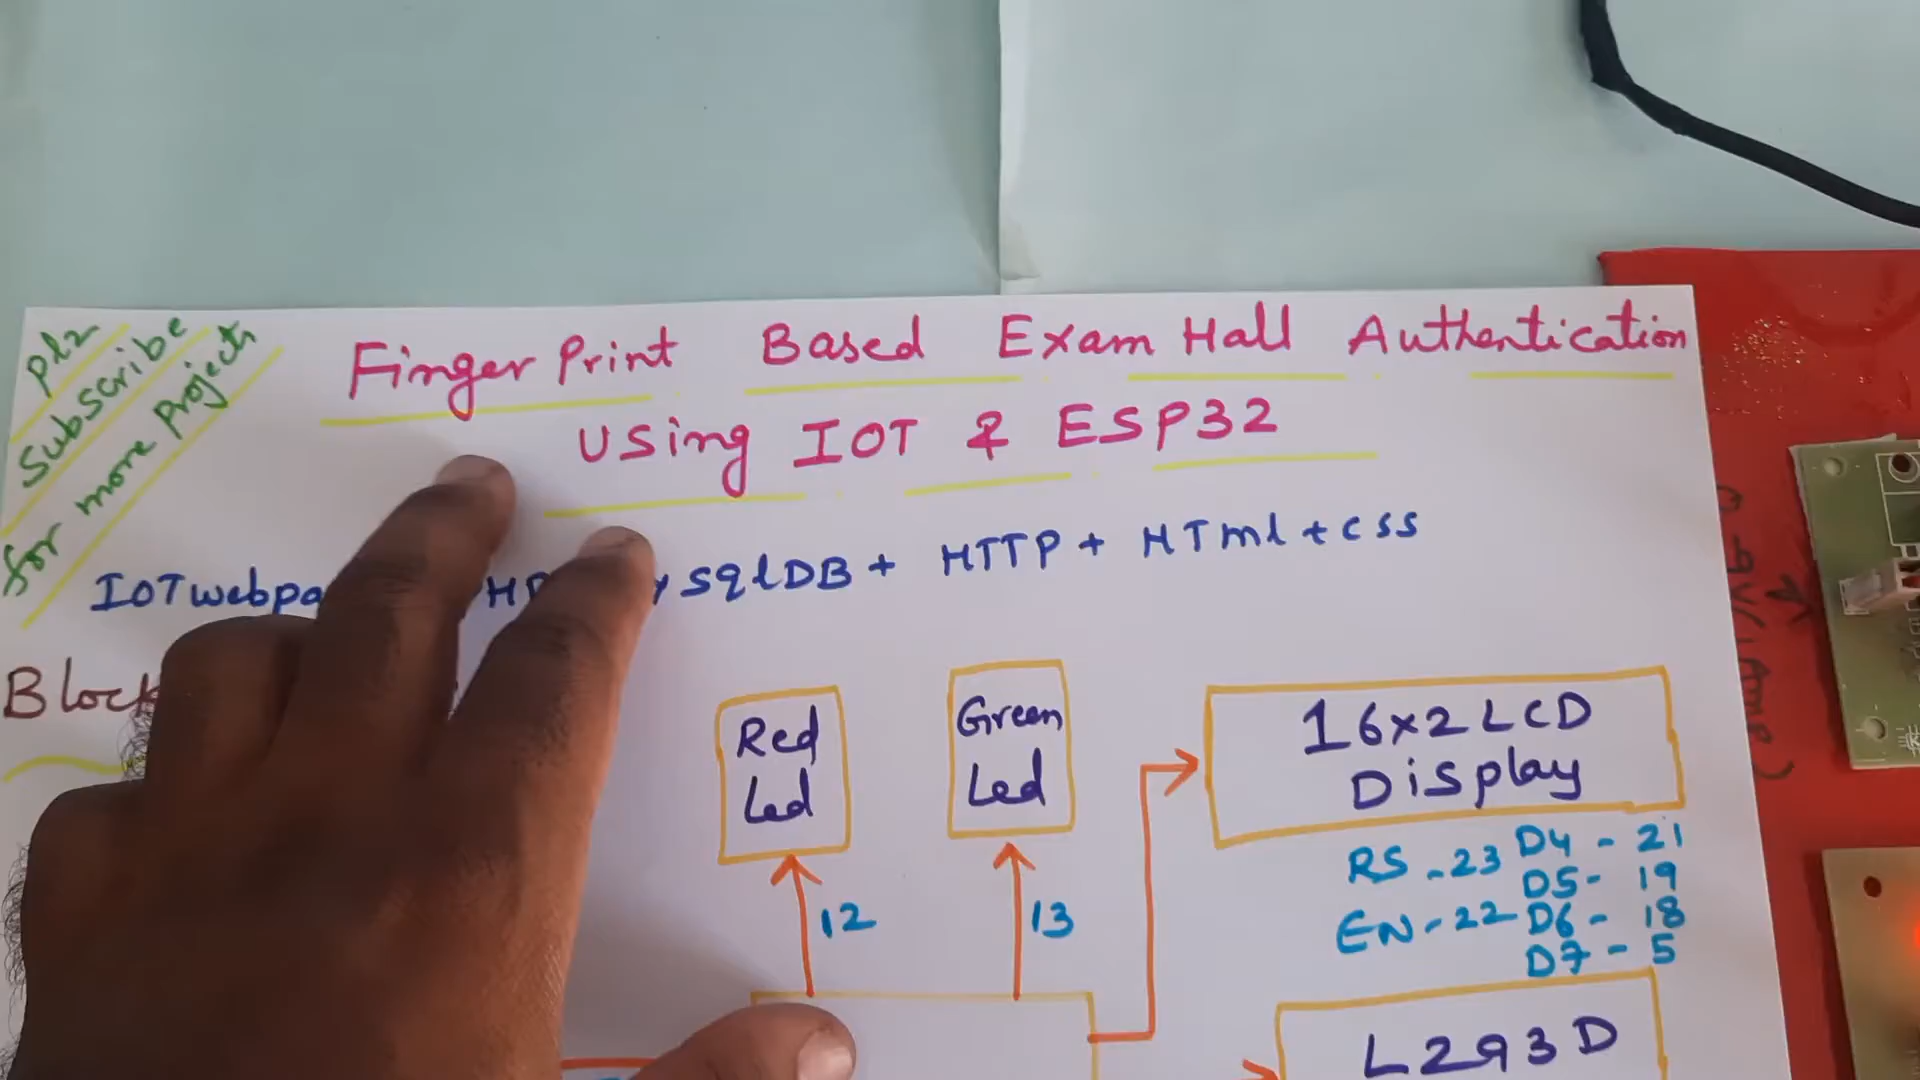 Plz
Subscribe
for more Projects
Finger Print Based Exam Hall Authentication
Using IOT & ESP32
SqlDB + HTTP + HTml + css
Red
Led
Green
Led
16x2 LCD
Display
12
13
RS - 23
EN - 22
D4 - 21
D5 - 19
D6 - 18
D7 - 5
L293D